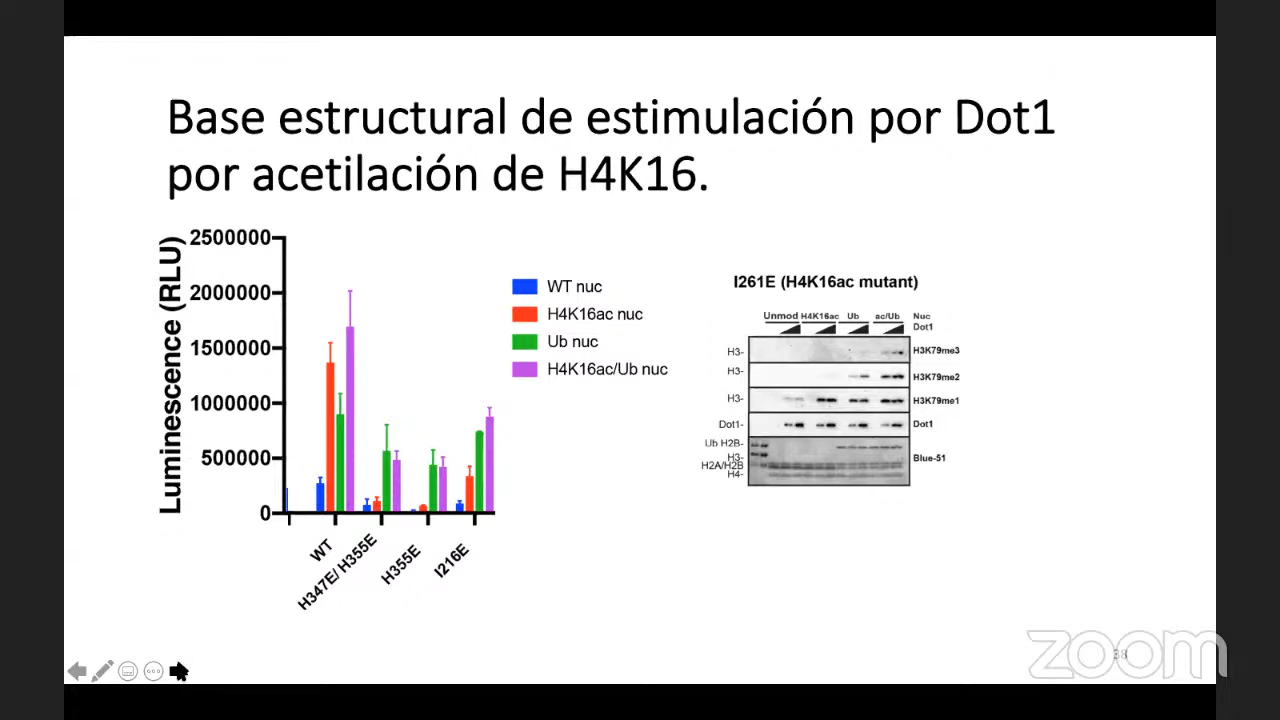 Base estructural de estimulación por Dot1
por acetilación de H4K16.
Luminescence (RLU)
2500000
2000000
1500000
1000000
500000
0
WT
H347E/ H355E
H355E
I216E
WT nuc
H4K16ac nuc
Ub nuc
H4K16ac/Ub nuc
I261E (H4K16ac mutant)
Unmod H4K16ac Ub ac/Ub Nuc
Dot1
H3- H3K79me3
H3- H3K79me2
H3- H3K79me1
Dot1- Dot1
Ub H2B-
H3- Blue-51
H2A/H2B
H4-
38
zoom